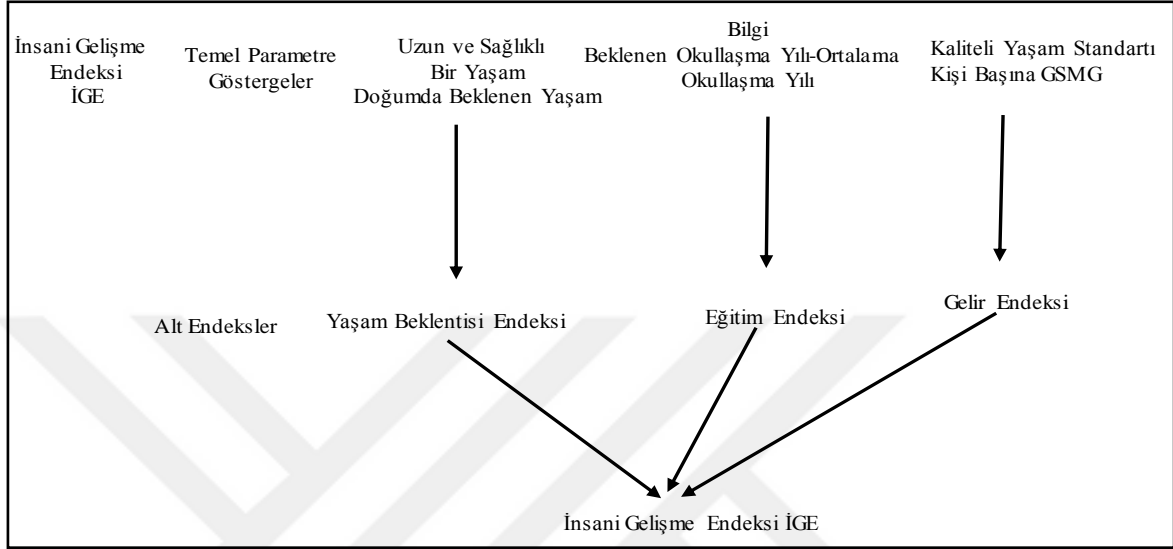 İnsani Gelişme
Endeksi
İGE
Temel Parametre
Göstergeler
Uzun ve Sağlıklı
Bir Yaşam
Doğumda Beklenen Yaşam
Bilgi
Beklenen Okullaşma Yılı-Ortalama
Okullaşma Yılı
Kaliteli Yaşam Standartı
Kişi Başına GSMG
Alt Endeksler
Yaşam Beklentisi Endeksi
Eğitim Endeksi
Gelir Endeksi
İnsani Gelişme Endeksi İGE